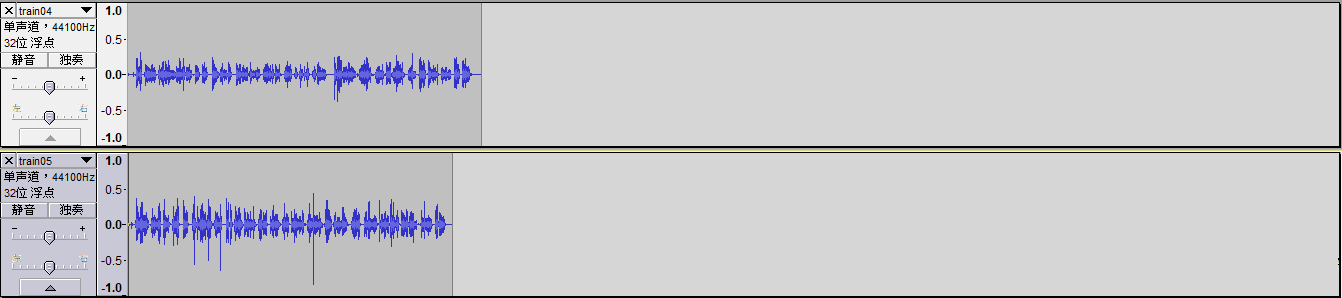 train04
单声道,44100Hz
32位 浮点
静音 独奏
- +
左 右
1.0
0.5
0.0
-0.5
-1.0
train05
单声道,44100Hz
32位 浮点
静音 独奏
- +
左 右
1.0
0.5
0.0
-0.5
-1.0